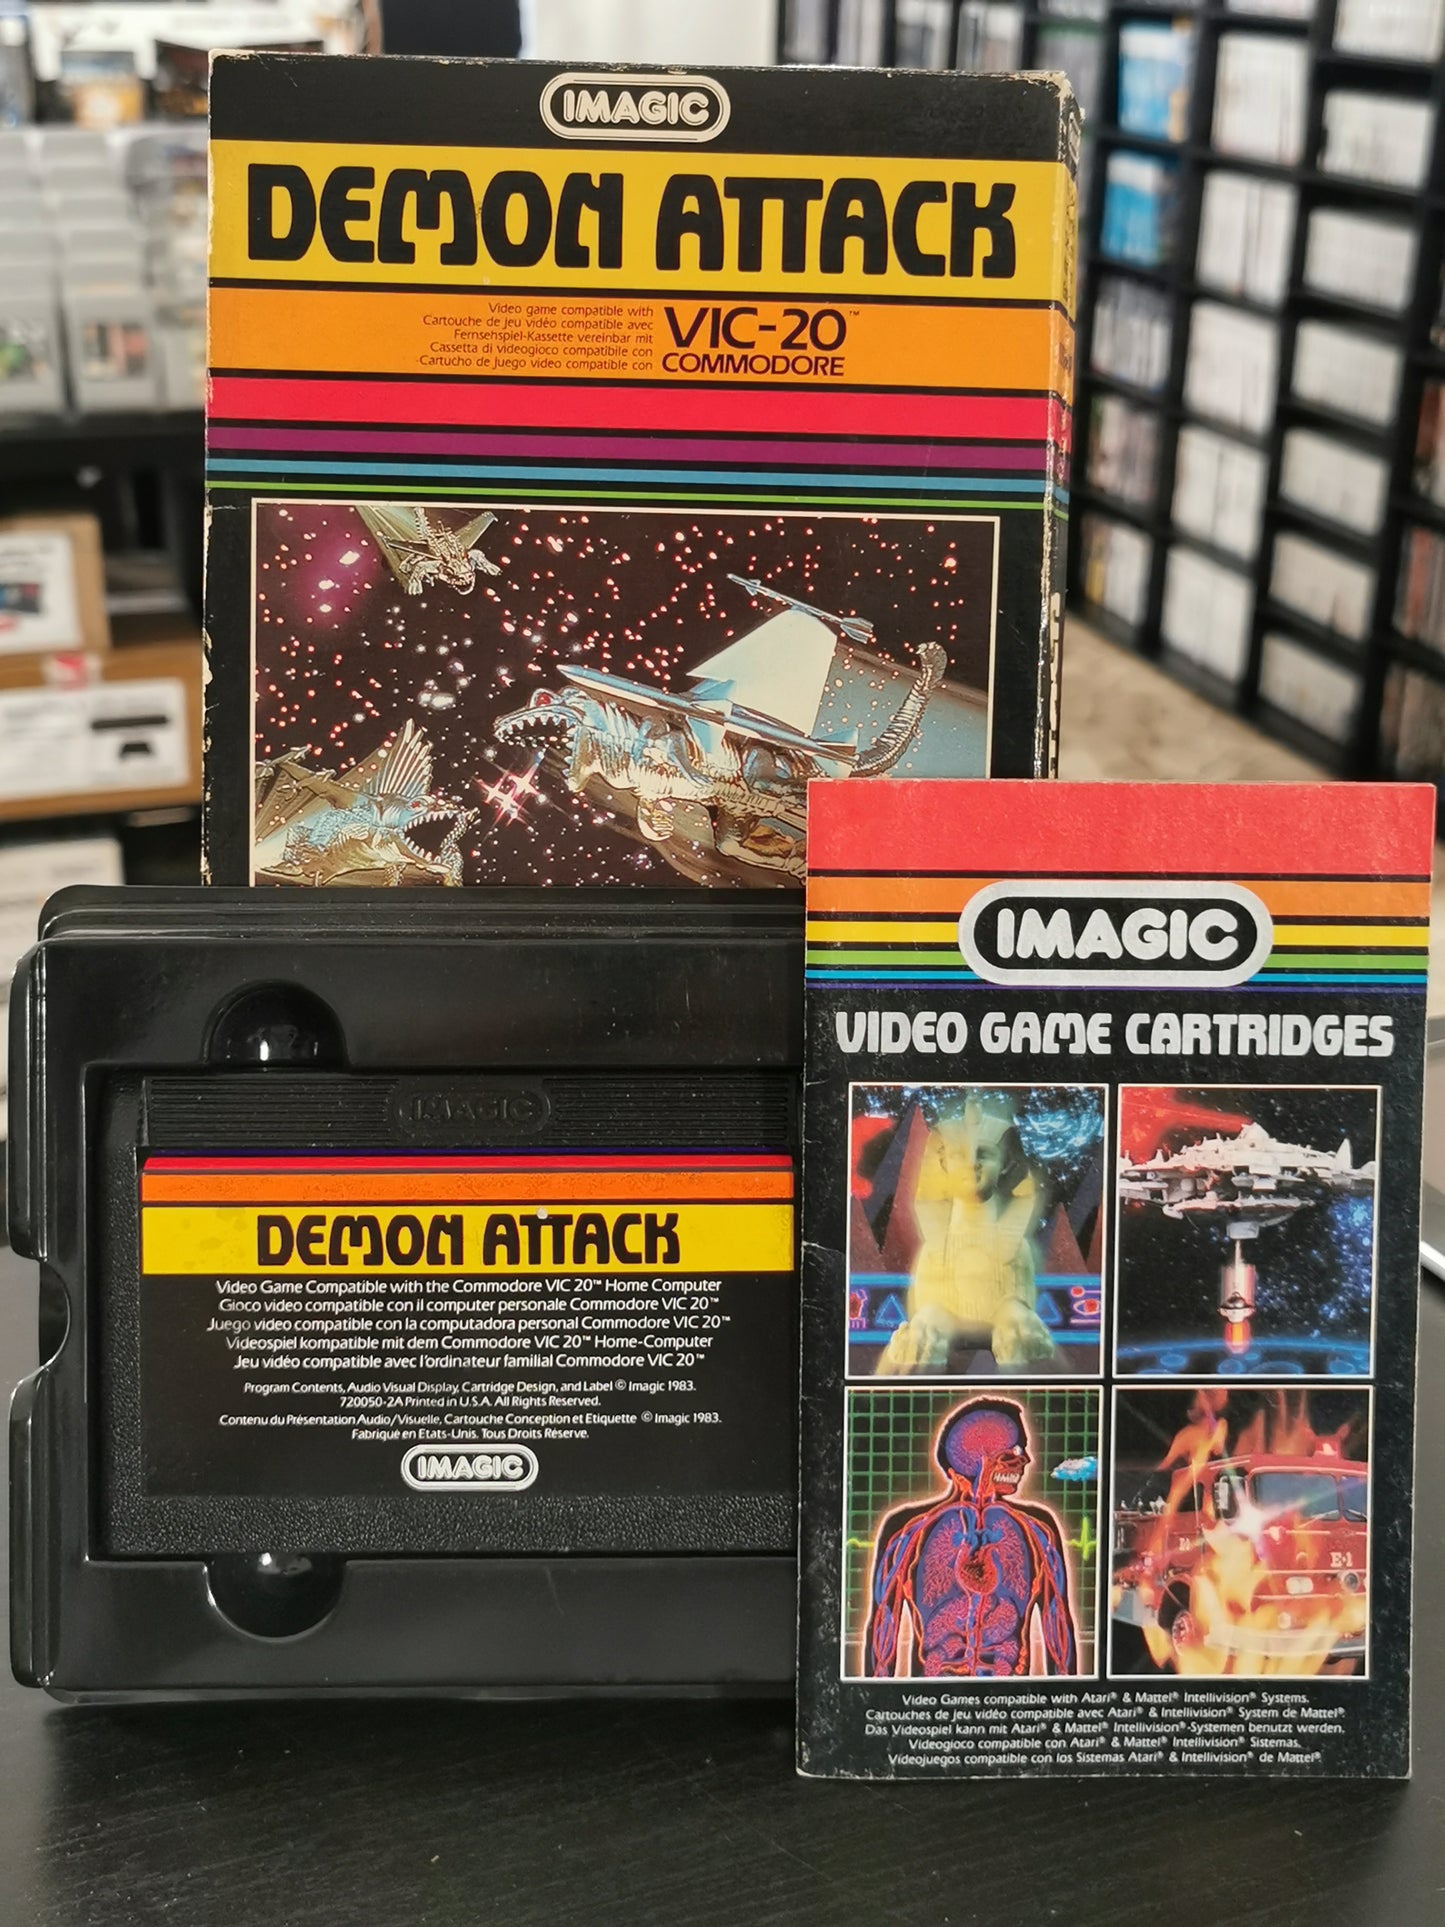 IMAGIC
DEMON ATTACK
Video game compatible with
Cartouche de jeu vidéo compatible avec
Fernsehspiel-Kassette vereinbar mit
Cassetta di videogioco compatibile con
Cartucho de Juego video compatible con
VIC-20™
COMMODORE
IMAGIC
DEMON ATTACK
Video Game Compatible with the Commodore VIC 20™ Home Computer
Gioco video compatible con il computer personale Commodore VIC 20™
Juego video compatible con la computadora personal Commodore VIC 20™
Videospiel kompatible mit dem Commodore VIC 20™ Home-Computer
Jeu vidéo compatible avec l'ordinateur familial Commodore VIC 20™
Program Contents, Audio Visual Display, Cartridge Design, and Label © Imagic 1983.
720050-2A Printed in U.S.A. All Rights Reserved.
Contenu du Présentation Audio/Visuelle, Cartouche Conception et Etiquette © Imagic 1983.
Fabriqué en Etats-Unis. Tous Droits Réserve.
IMAGIC
IMAGIC
VIDEO GAME CARTRIDGES
E-1
Video Games compatible with Atari® & Mattel® Intellivision® Systems.
Cartouches de jeu vidéo compatible avec Atari® & Intellivision® System de Mattel®
Das Videospiel kann mit Atari® & Mattel® Intellivision®-Systemen benutzt werden.
Videogioco compatible con Atari® & Mattel® Intellivision® Sistemas.
Videojuegos compatible con los Sistemas Atari® & Intellivision® de Mattel®